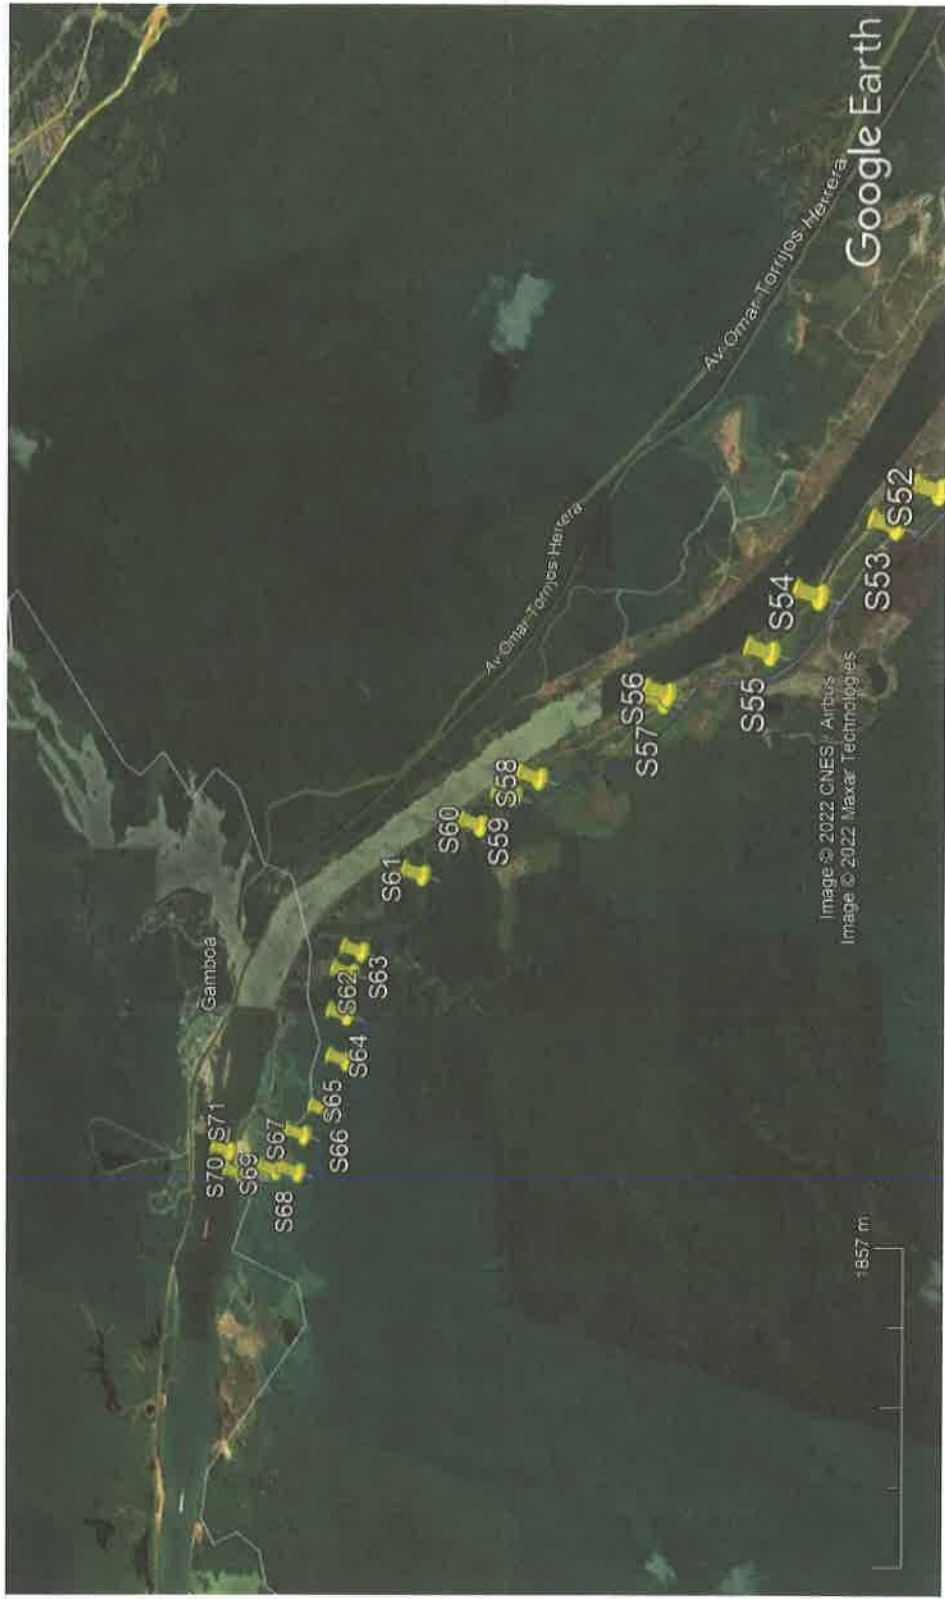 Gamboa
S70
S71
S69
S67
S68
S66
S65
S64
S62
S63
S61
S60
S59
S58
Av. Omar Torrijos Herrera
Av. Omar Torrijos Herrera
S57
S56
S55
S54
S53
S52
1857 m
Image © 2022 CNES / Airbus
Image © 2022 Maxar Technologies
Google Earth